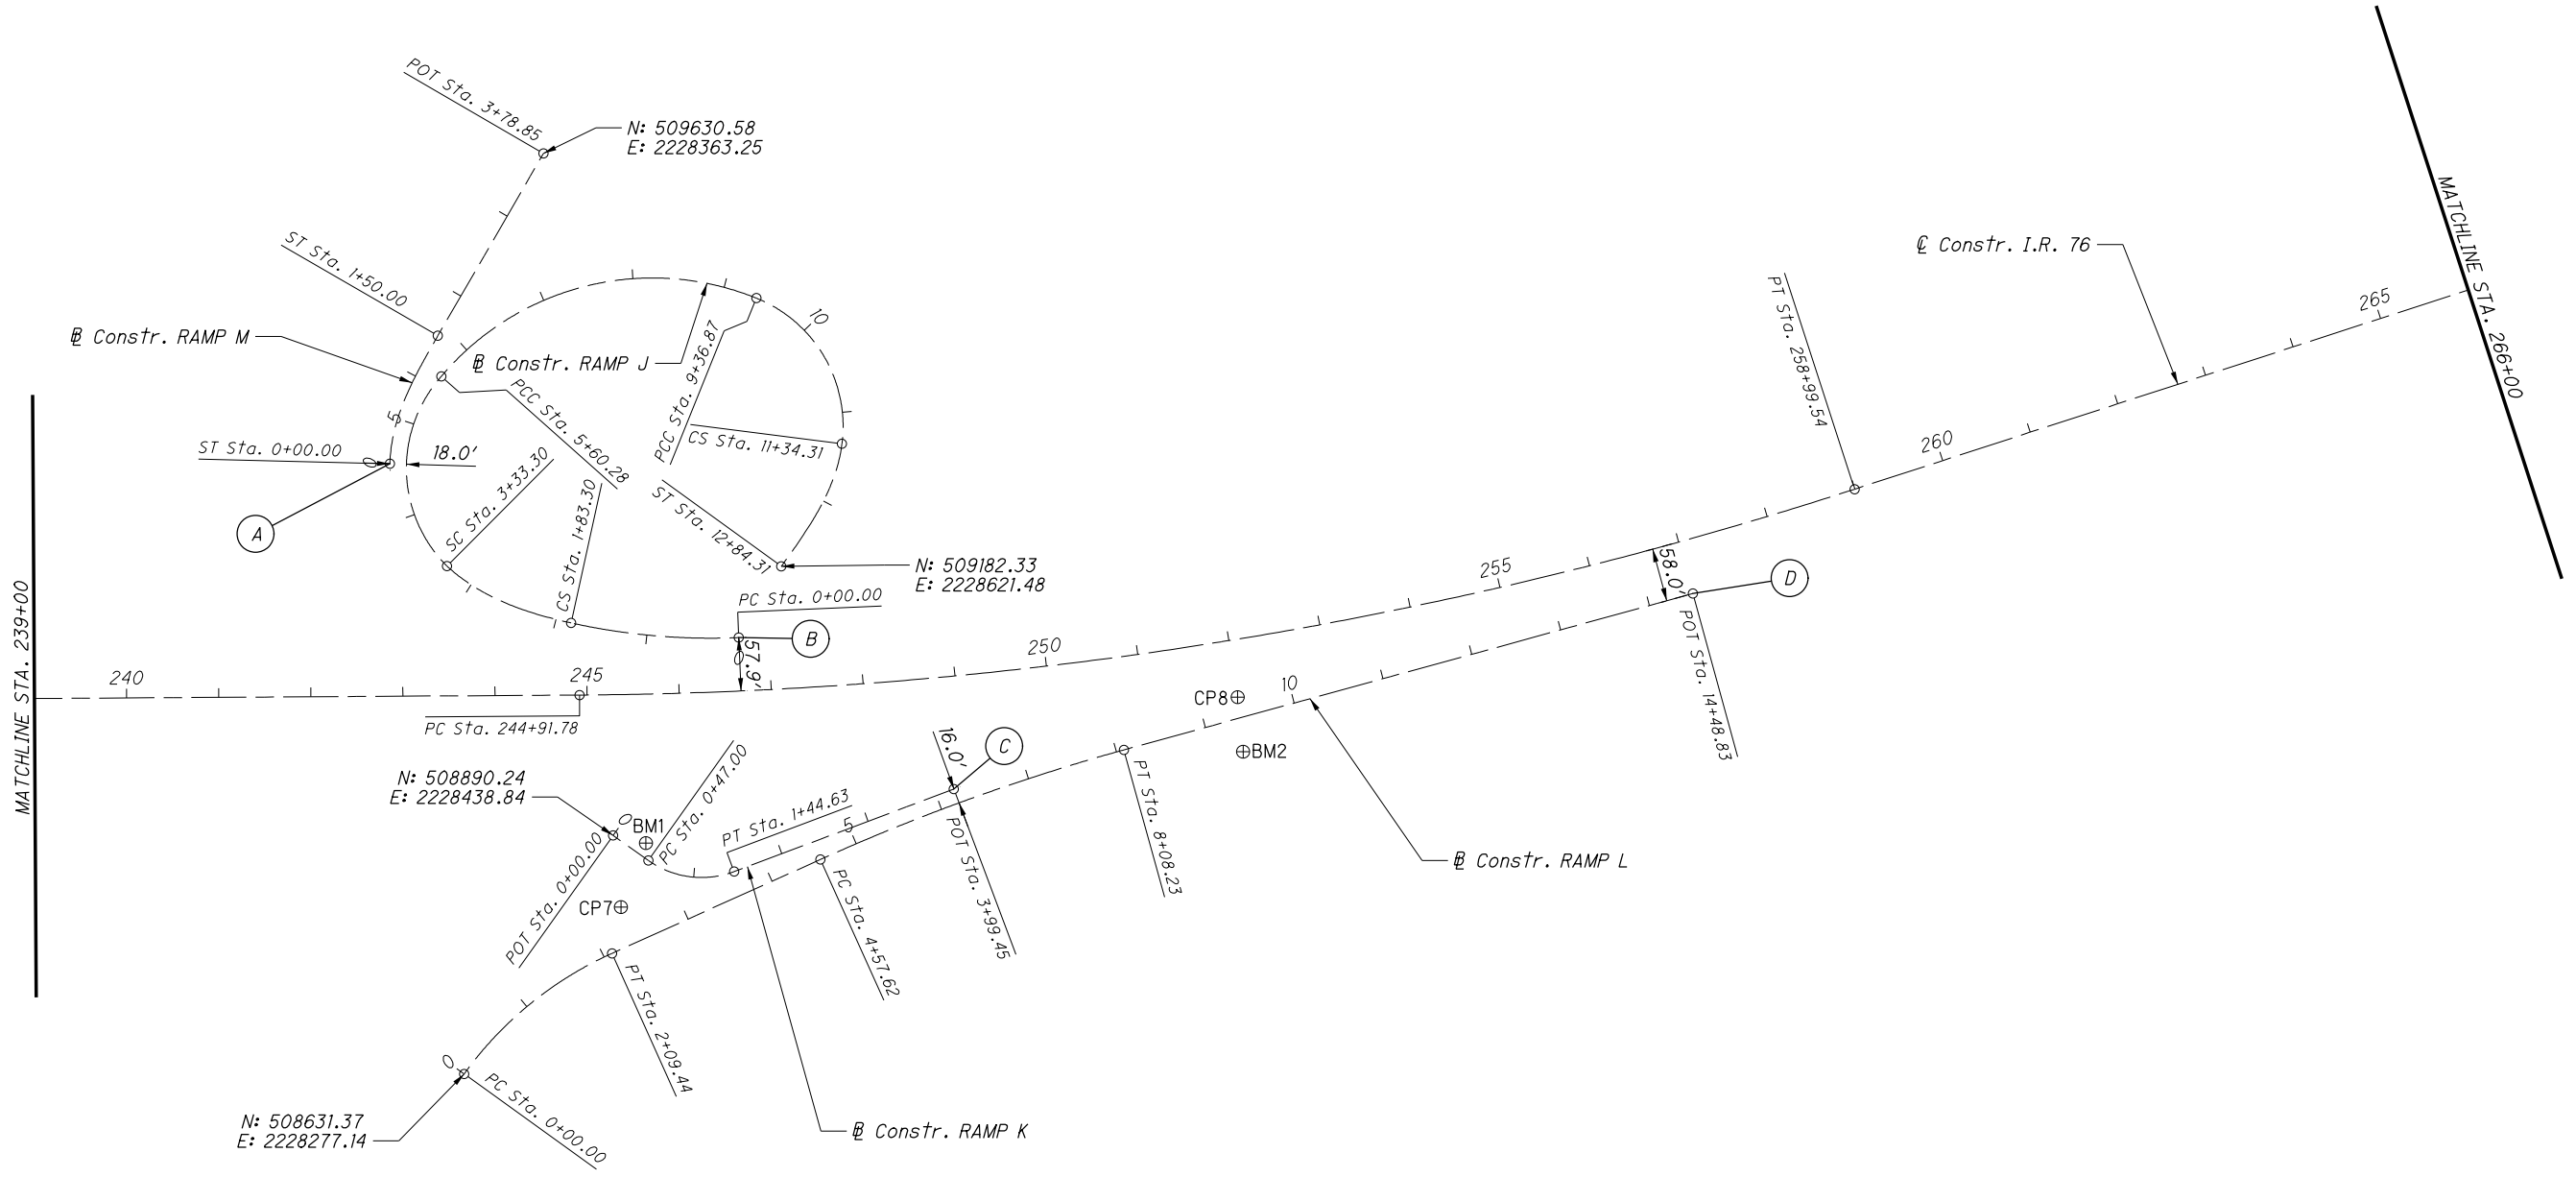 POT Sta. 3+78.85
N: 509630.58
E: 2228363.25
MATCHLINE STA. 266+00
ST Sta. 1+50.00
℄ Constr. I.R. 76
PT Sta. 258+99.54
265
260
10
BL Constr. RAMP M
BL Constr. RAMP J
PCC Sta. 9+36.87
PCC Sta. 5+60.28
5
CS Sta. 11+34.31
ST Sta. 0+00.00
0
18.0'
SC Sta. 3+33.30
CS Sta. 1+83.30
ST Sta. 12+84.31
A
N: 509182.33
E: 2228621.48
255
58.0'
D
MATCHLINE STA. 239+00
PC Sta. 0+00.00
B
0
57.9'
POT Sta. 14+48.83
250
240
245
PC Sta. 244+91.78
CP8
10
BM2
16.0'
C
N: 508890.24
E: 2228438.84
PC Sta. 0+47.00
PT Sta. 8+08.23
0
BM1
PT Sta. 1+44.63
5
POT Sta. 3+99.45
BL Constr. RAMP L
POT Sta. 0+00.00
CP7
PC Sta. 4+57.62
PT Sta. 2+09.44
0
PC Sta. 0+00.00
N: 508631.37
E: 2228277.14
BL Constr. RAMP K